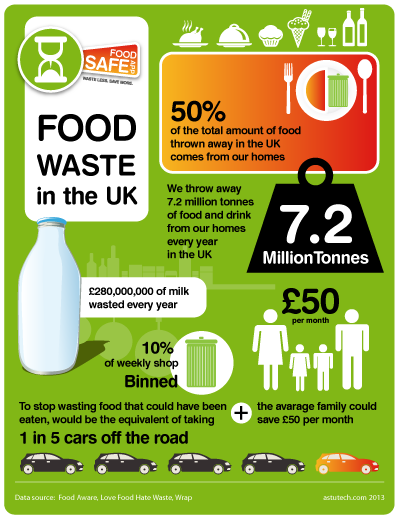 FOOD
SAFE APP
WASTE LESS. SAVE MORE.
FOOD
WASTE
in the UK
50%
of the total amount of food
thrown away in the UK
comes from our homes
We throw away
7.2 million tonnes
of food and drink
from our homes
every year
in the UK
7.2
MillionTonnes
£280,000,000 of milk
wasted every year
£50
per month
10%
of weekly shop
Binned
To stop wasting food that could have been
eaten, would be the equivalent of taking
1 in 5 cars off the road
+
the avarage family could
save £50 per month
Data source: Food Aware, Love Food Hate Waste, Wrap
astutech.com 2013